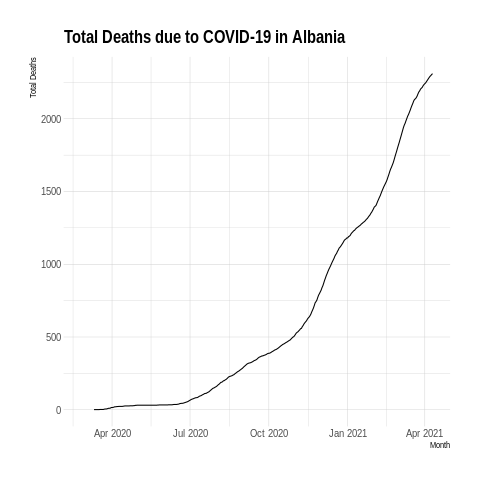 Total Deaths due to COVID-19 in Albania
Total Deaths
2000
1500
1000
500
0
Apr 2020 Jul 2020 Oct 2020 Jan 2021 Apr 2021
Month